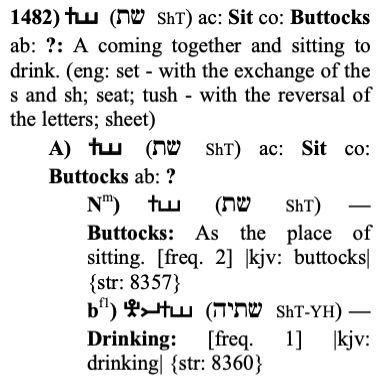 1482) (שת ShT) ac: Sit co: Buttocks
ab: ?: A coming together and sitting to
drink. (eng: set - with the exchange of the
s and sh; seat; tush - with the reversal of
the letters; sheet)
A) (שת ShT) ac: Sit co:
Buttocks ab: ?
Nᵐ) (שת ShT) —
Buttocks: As the place of
sitting. [freq. 2] |kjv: buttocks|
{str: 8357}
bᶠ¹) (שתיה ShT-YH) —
Drinking: [freq. 1] |kjv:
drinking| {str: 8360}